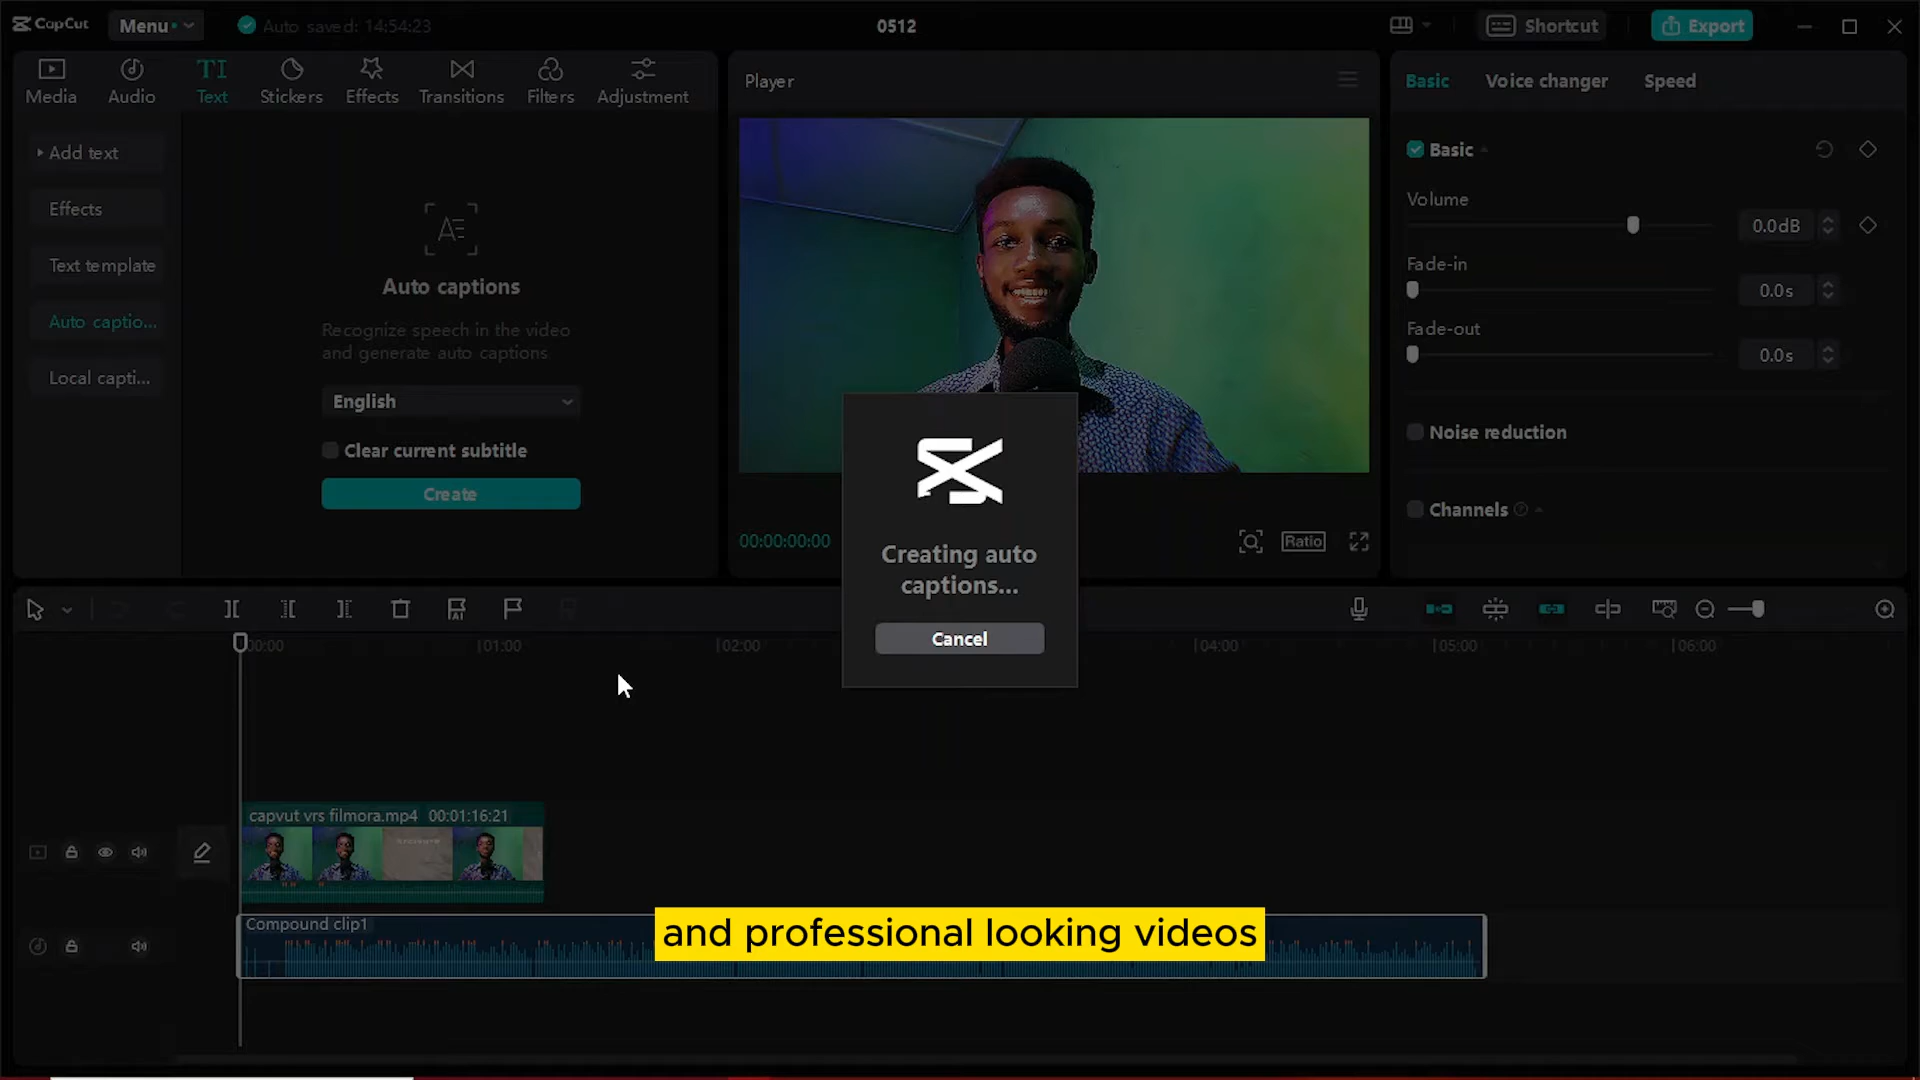 CapCut
Menu
Auto saved: 14:54:23
0512
Shortcut
Export
Media
Audio
TI
Text
Stickers
Effects
Transitions
Filters
Adjustment
Player
Basic
Voice changer
Speed
Add text
Effects
Text template
Auto captio...
Local capti...
Auto captions
Recognize speech in the video
and generate auto captions
English
Clear current subtitle
Create
Basic
Volume
0.0dB
Fade-in
0.0s
Fade-out
0.0s
Noise reduction
Channels
00:00:00:00
Ratio
Creating auto
captions...
Cancel
00:00
01:00
02:00
04:00
05:00
06:00
capvut vrs filmora.mp4 00:01:16:21
Compound clip1
and professional looking videos